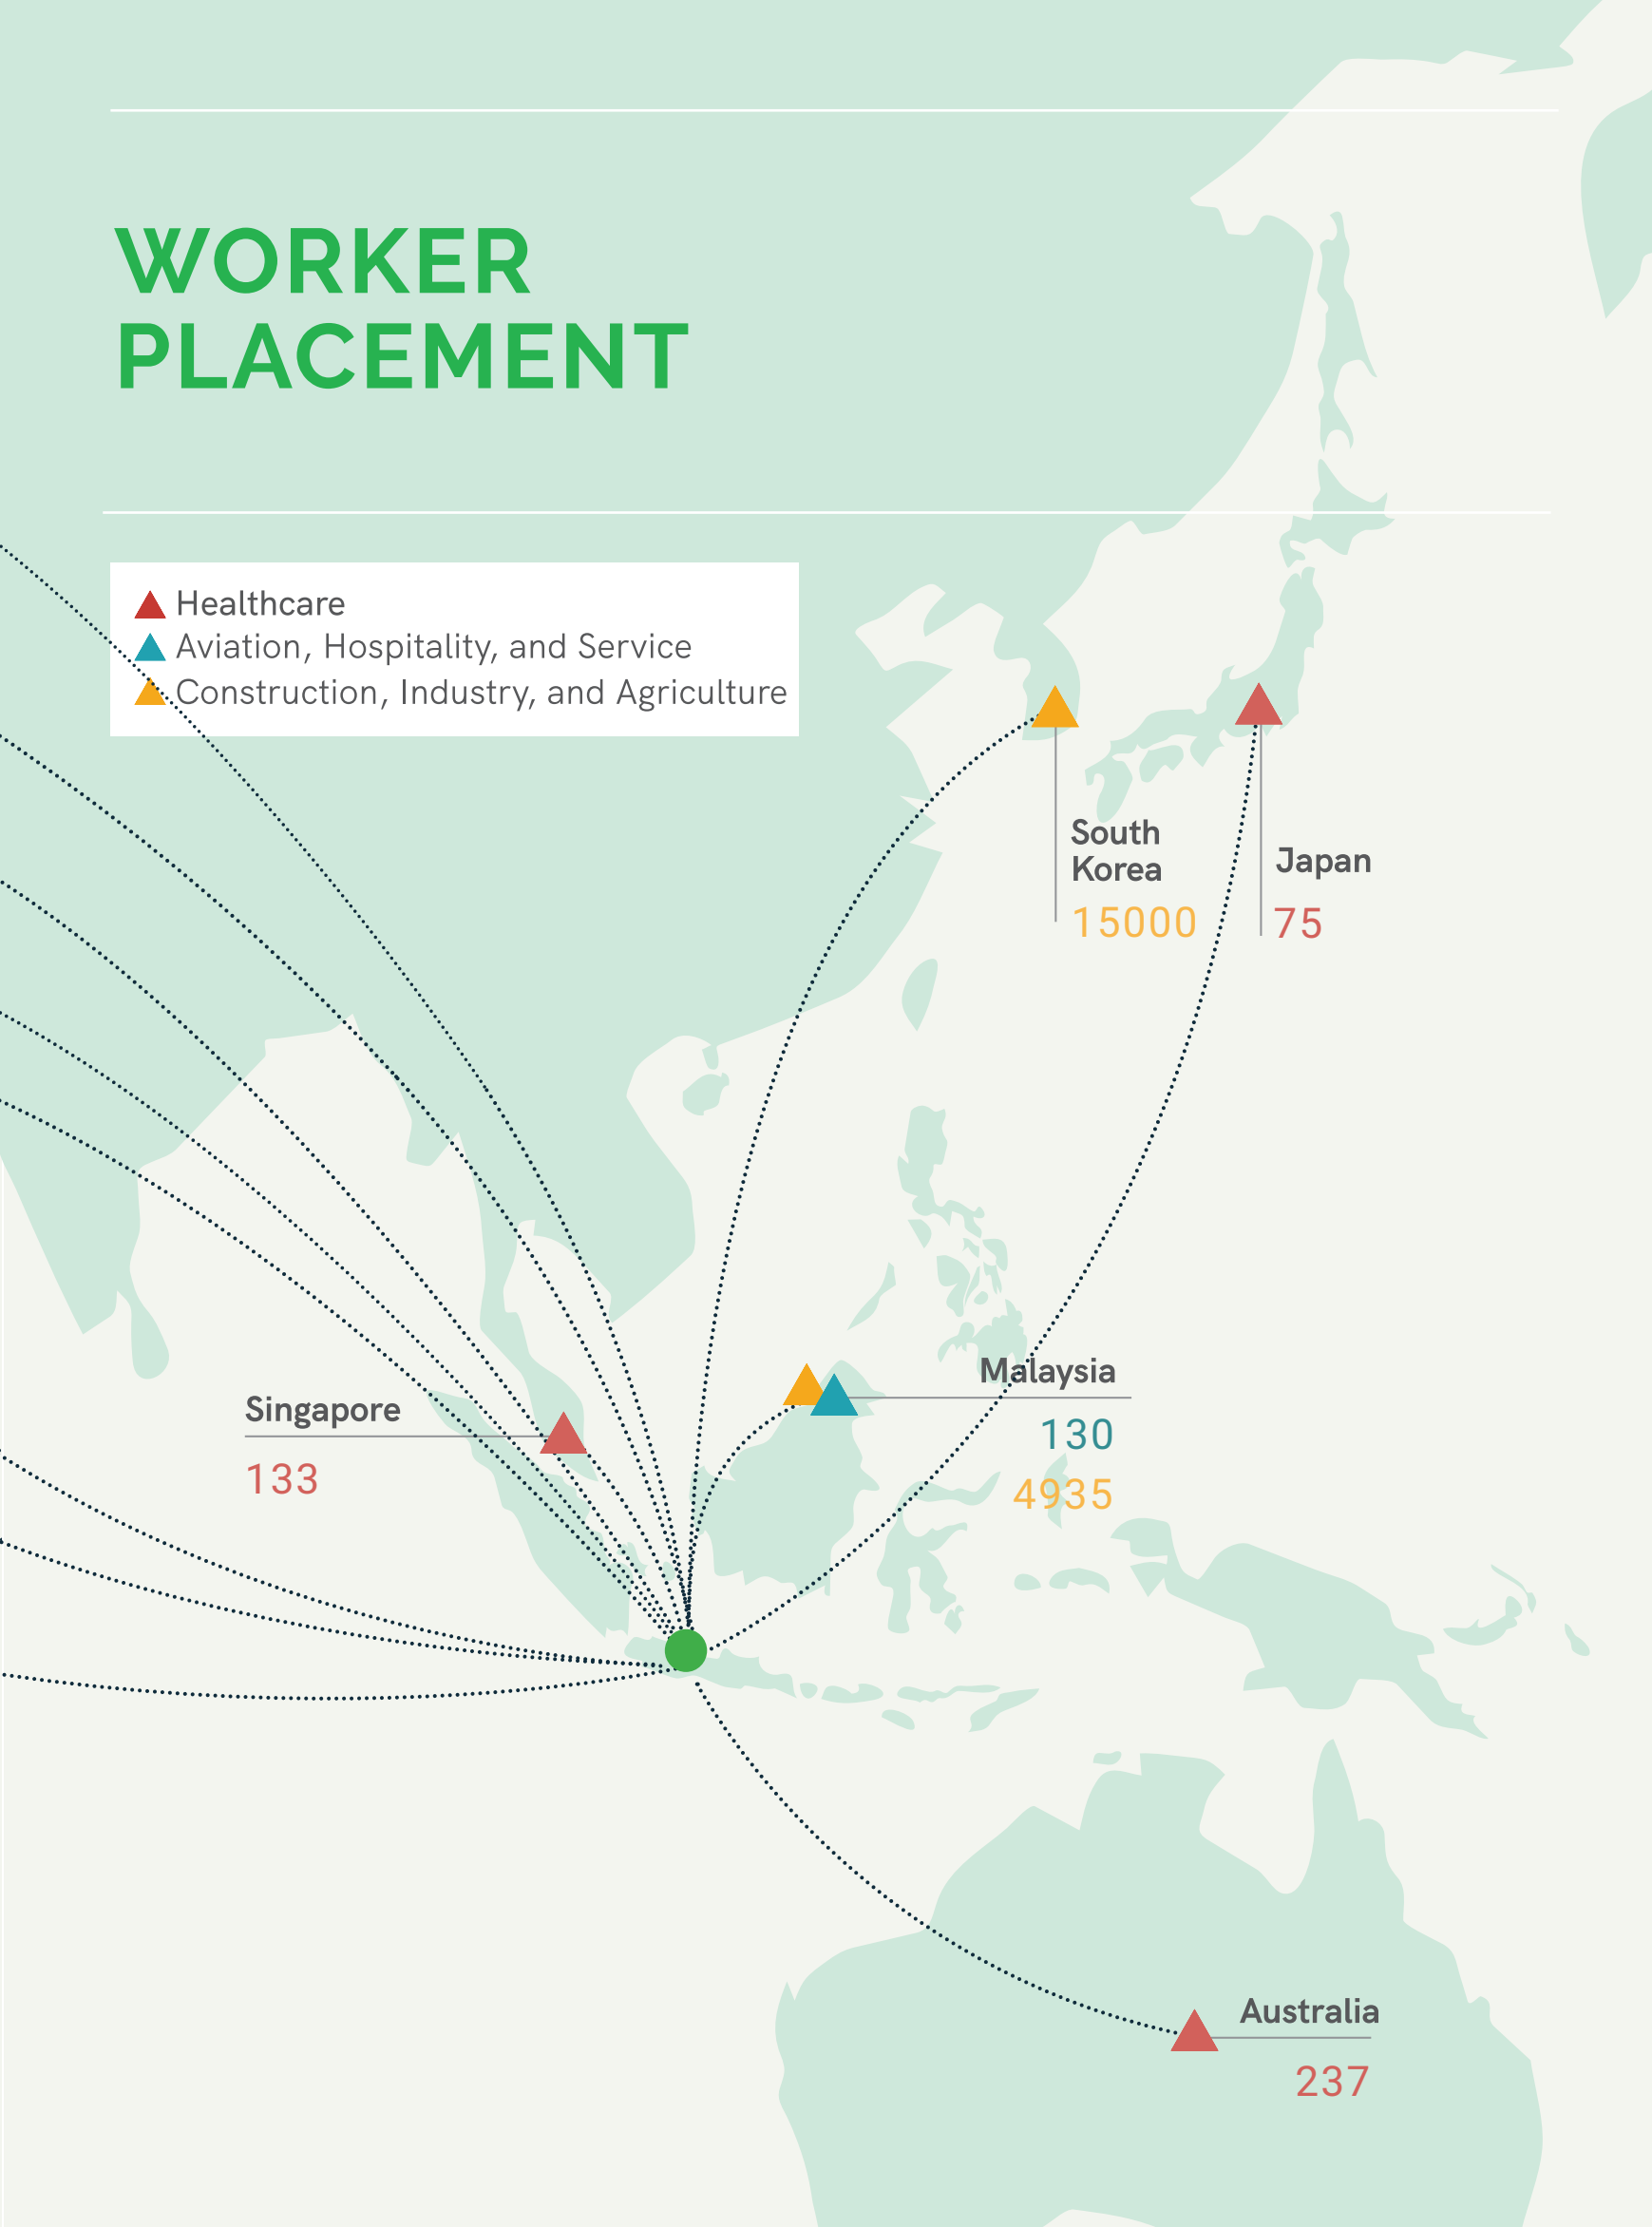 WORKER
PLACEMENT
Healthcare
Aviation, Hospitality, and Service
Construction, Industry, and Agriculture
South
Korea
15000
Japan
75
Malaysia
130
4935
Singapore
133
Australia
237